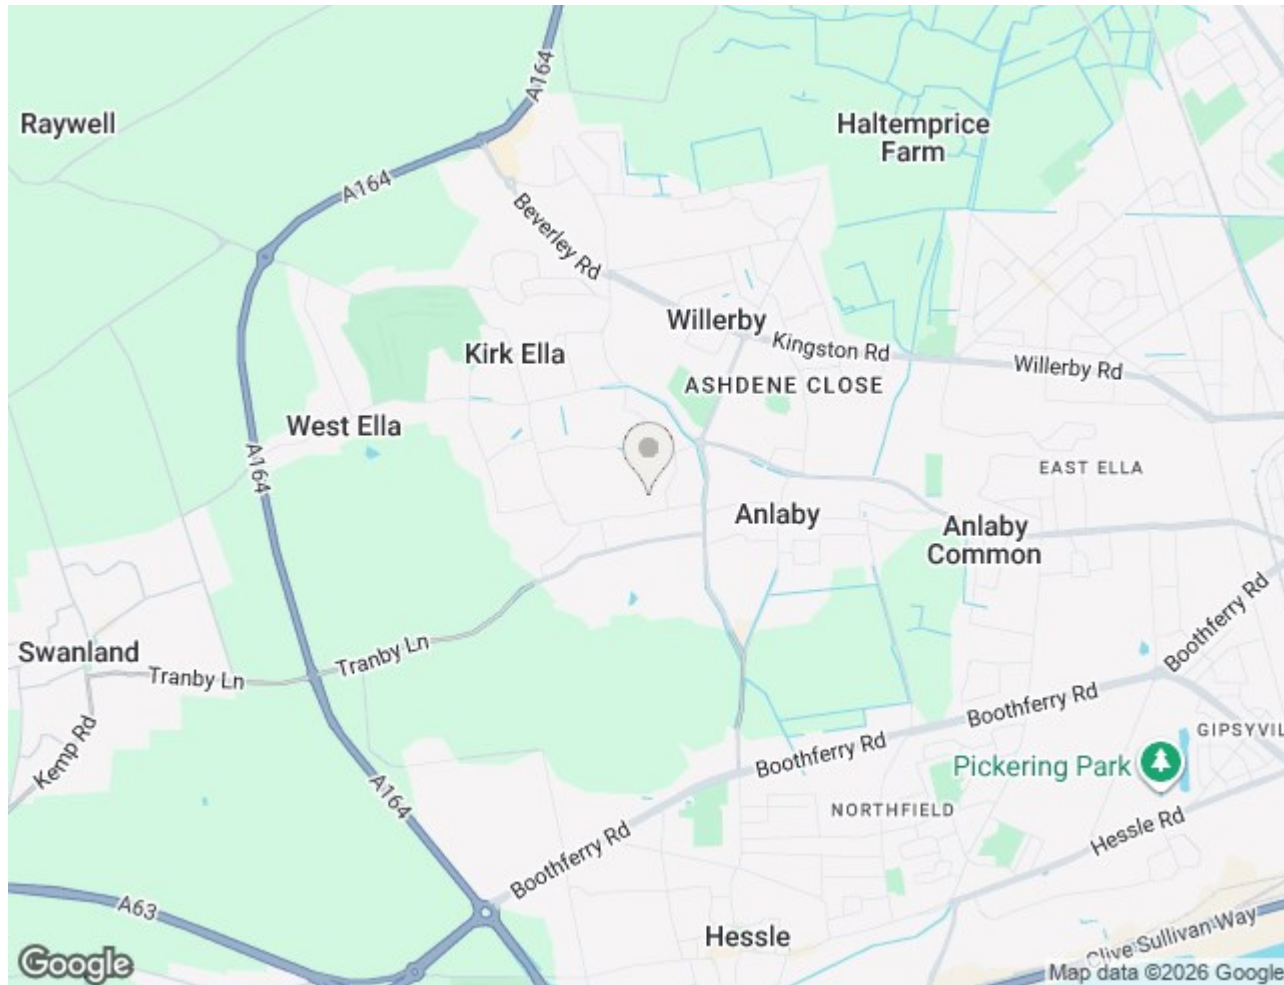 A164
Raywell
Haltemprice
Farm
A164
Beverley Rd
Willerby
Kingston Rd
Kirk Ella
Willerby Rd
ASHDENE CLOSE
West Ella
A164
EAST ELLA
Anlaby
Anlaby
Common
Boothferry Rd
Swanland
Tranby Ln
Tranby Ln
Boothferry Rd
Kemp Rd
Boothferry Rd
GIPSYVIL
Pickering Park
A164
NORTHFIELD
Hessle Rd
Boothferry Rd
A63
Hessle
Clive Sullivan Way
Google
Map data ©2026 Google